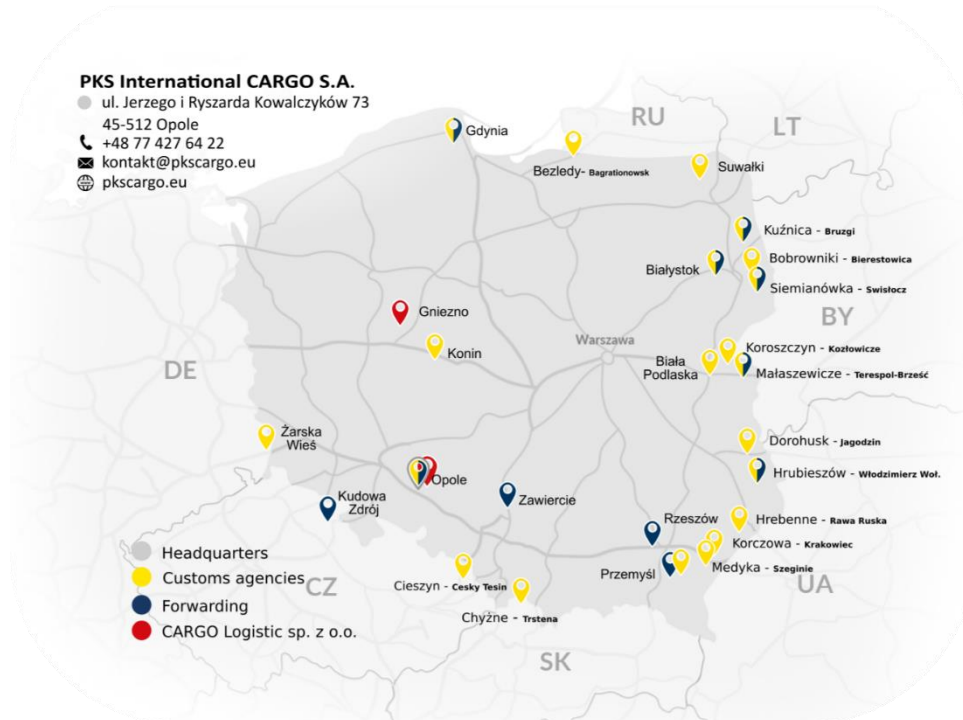 PKS International CARGO S.A.
ul. Jerzego i Ryszarda Kowalczyków 73
45-512 Opole
+48 77 427 64 22
kontakt@pkscargo.eu
pkscargo.eu
RU
LT
Gdynia
Bezledy- Bagrationowsk
Suwałki
Kuźnica - Bruzgi
Białystok
Bobrowniki - Bierestowica
Siemianówka - Swisłocz
BY
Gniezno
Konin
Warszawa
Koroszczyn - Kozłowicze
Biała
Podlaska
Małaszewicze - Terespol-Brześć
DE
Żarska
Wieś
Dorohusk - Jagodzin
Hrubieszów - Włodzimierz Woł.
Opole
Kudowa
Zdrój
Zawiercie
Rzeszów
Hrebenne - Rawa Ruska
Korczowa - Krakowiec
Przemyśl
Medyka - Szeginie
UA
Headquarters
Customs agencies
Forwarding
CARGO Logistic sp. z o.o.
CZ
Cieszyn - Cesky Tesin
Chyżne - Trstena
SK